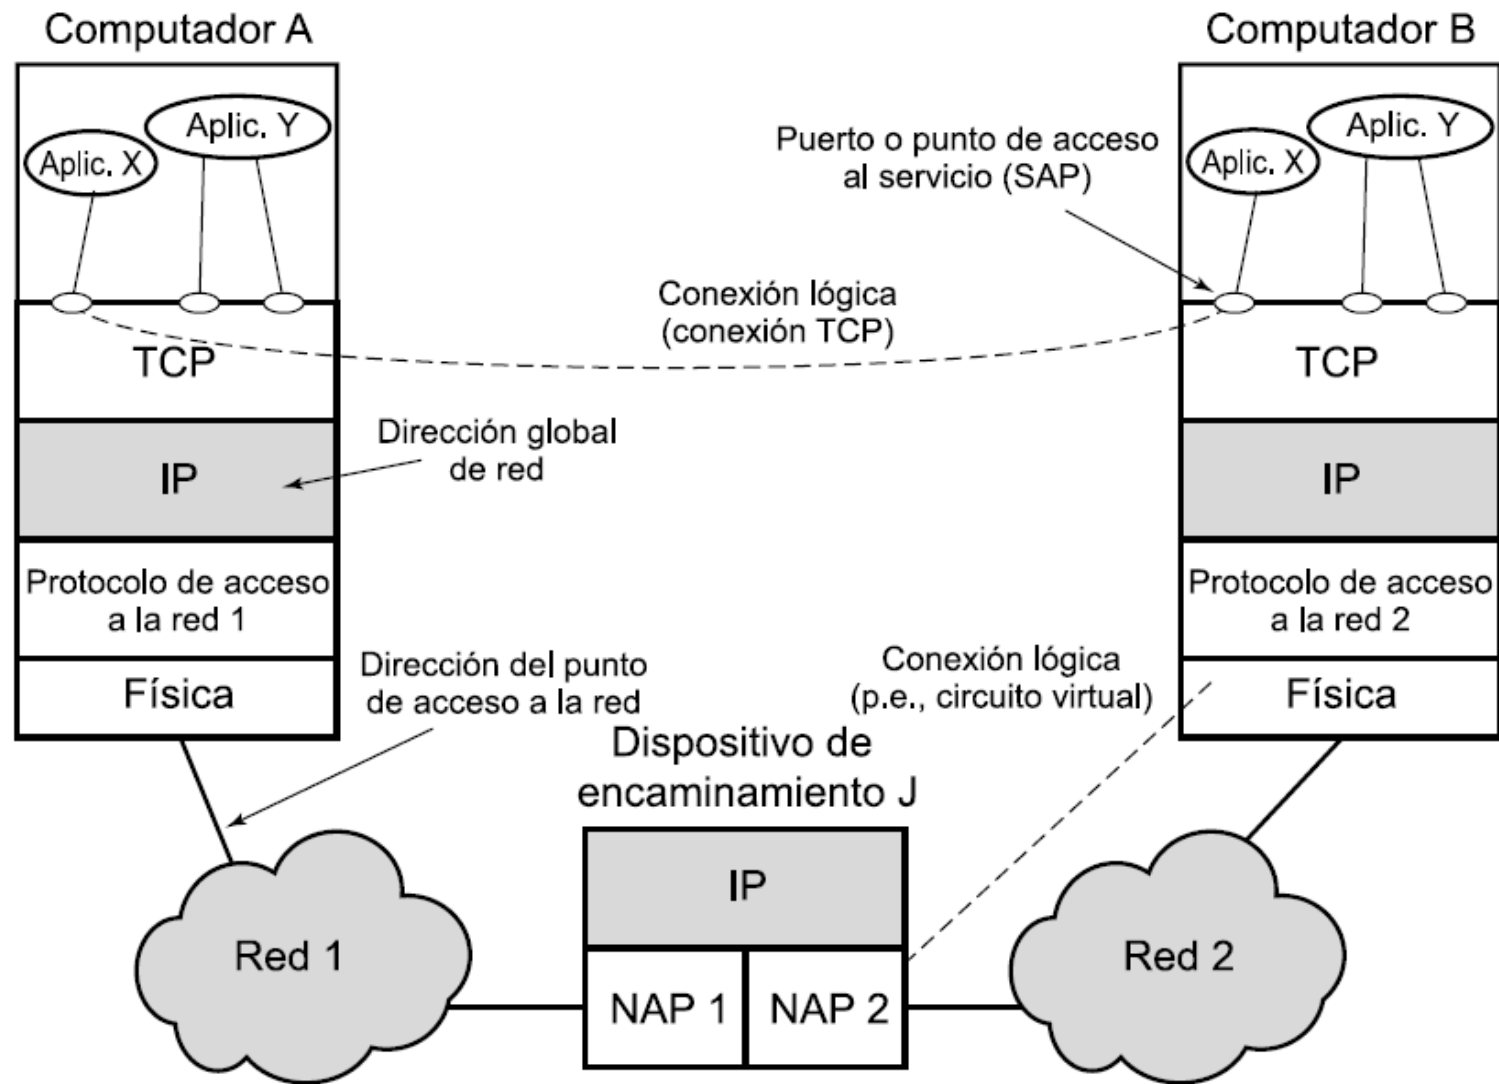 Computador A
Computador B
Aplic. X
Aplic. Y
Puerto o punto de acceso
al servicio (SAP)
Aplic. X
Aplic. Y
Conexión lógica
(conexión TCP)
TCP
TCP
Dirección global
de red
IP
IP
Protocolo de acceso
a la red 1
Protocolo de acceso
a la red 2
Dirección del punto
de acceso a la red
Conexión lógica
(p.e., circuito virtual)
Física
Física
Dispositivo de
encaminamiento J
IP
Red 1
NAP 1
NAP 2
Red 2